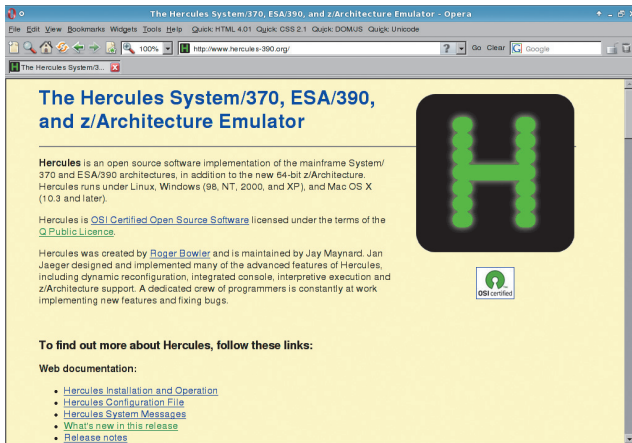 The Hercules System/370, ESA/390, and z/Architecture Emulator - Opera
File Edit View Bookmarks Widgets Tools Help Quick: HTML 4.01 Quick: CSS 2.1 Quick: DOM/JS Quick: Unicode
100% http://www.hercules-390.org/ ? Go Clear G Google
The Hercules System/3...
The Hercules System/370, ESA/390,
and z/Architecture Emulator
Hercules is an open source software implementation of the mainframe System/
370 and ESA/390 architectures, in addition to the new 64-bit z/Architecture.
Hercules runs under Linux, Windows (98, NT, 2000, and XP), and Mac OS X
(10.3 and later).
Hercules is OSI Certified Open Source Software licensed under the terms of the
Q Public Licence.
Hercules was created by Roger Bowler and is maintained by Jay Maynard. Jan
Jaeger designed and implemented many of the advanced features of Hercules,
including dynamic reconfiguration, integrated console, interpretive execution and
z/Architecture support. A dedicated crew of programmers is constantly at work
implementing new features and fixing bugs.
H
OSI certified
To find out more about Hercules, follow these links:
Web documentation:
• Hercules Installation and Operation
• Hercules Configuration File
• Hercules System Messages
• What's new in this release
• Release notes